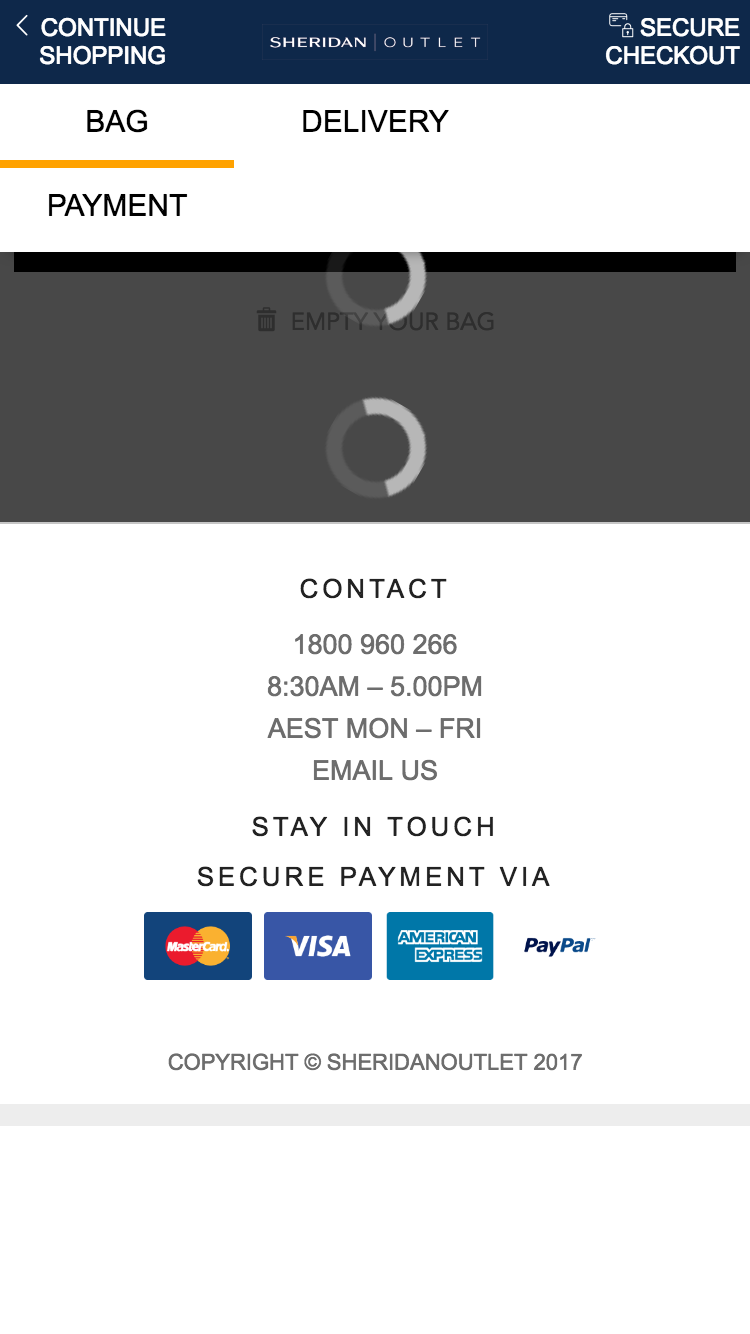 CONTINUE
SHOPPING
SHERIDAN | OUTLET
SECURE
CHECKOUT
BAG
DELIVERY
PAYMENT
EMPTY YOUR BAG
CONTACT
1800 960 266
8:30AM – 5.00PM
AEST MON – FRI
EMAIL US
STAY IN TOUCH
SECURE PAYMENT VIA
MasterCard
VISA
AMERICAN
EXPRESS
PayPal
COPYRIGHT © SHERIDANOUTLET 2017